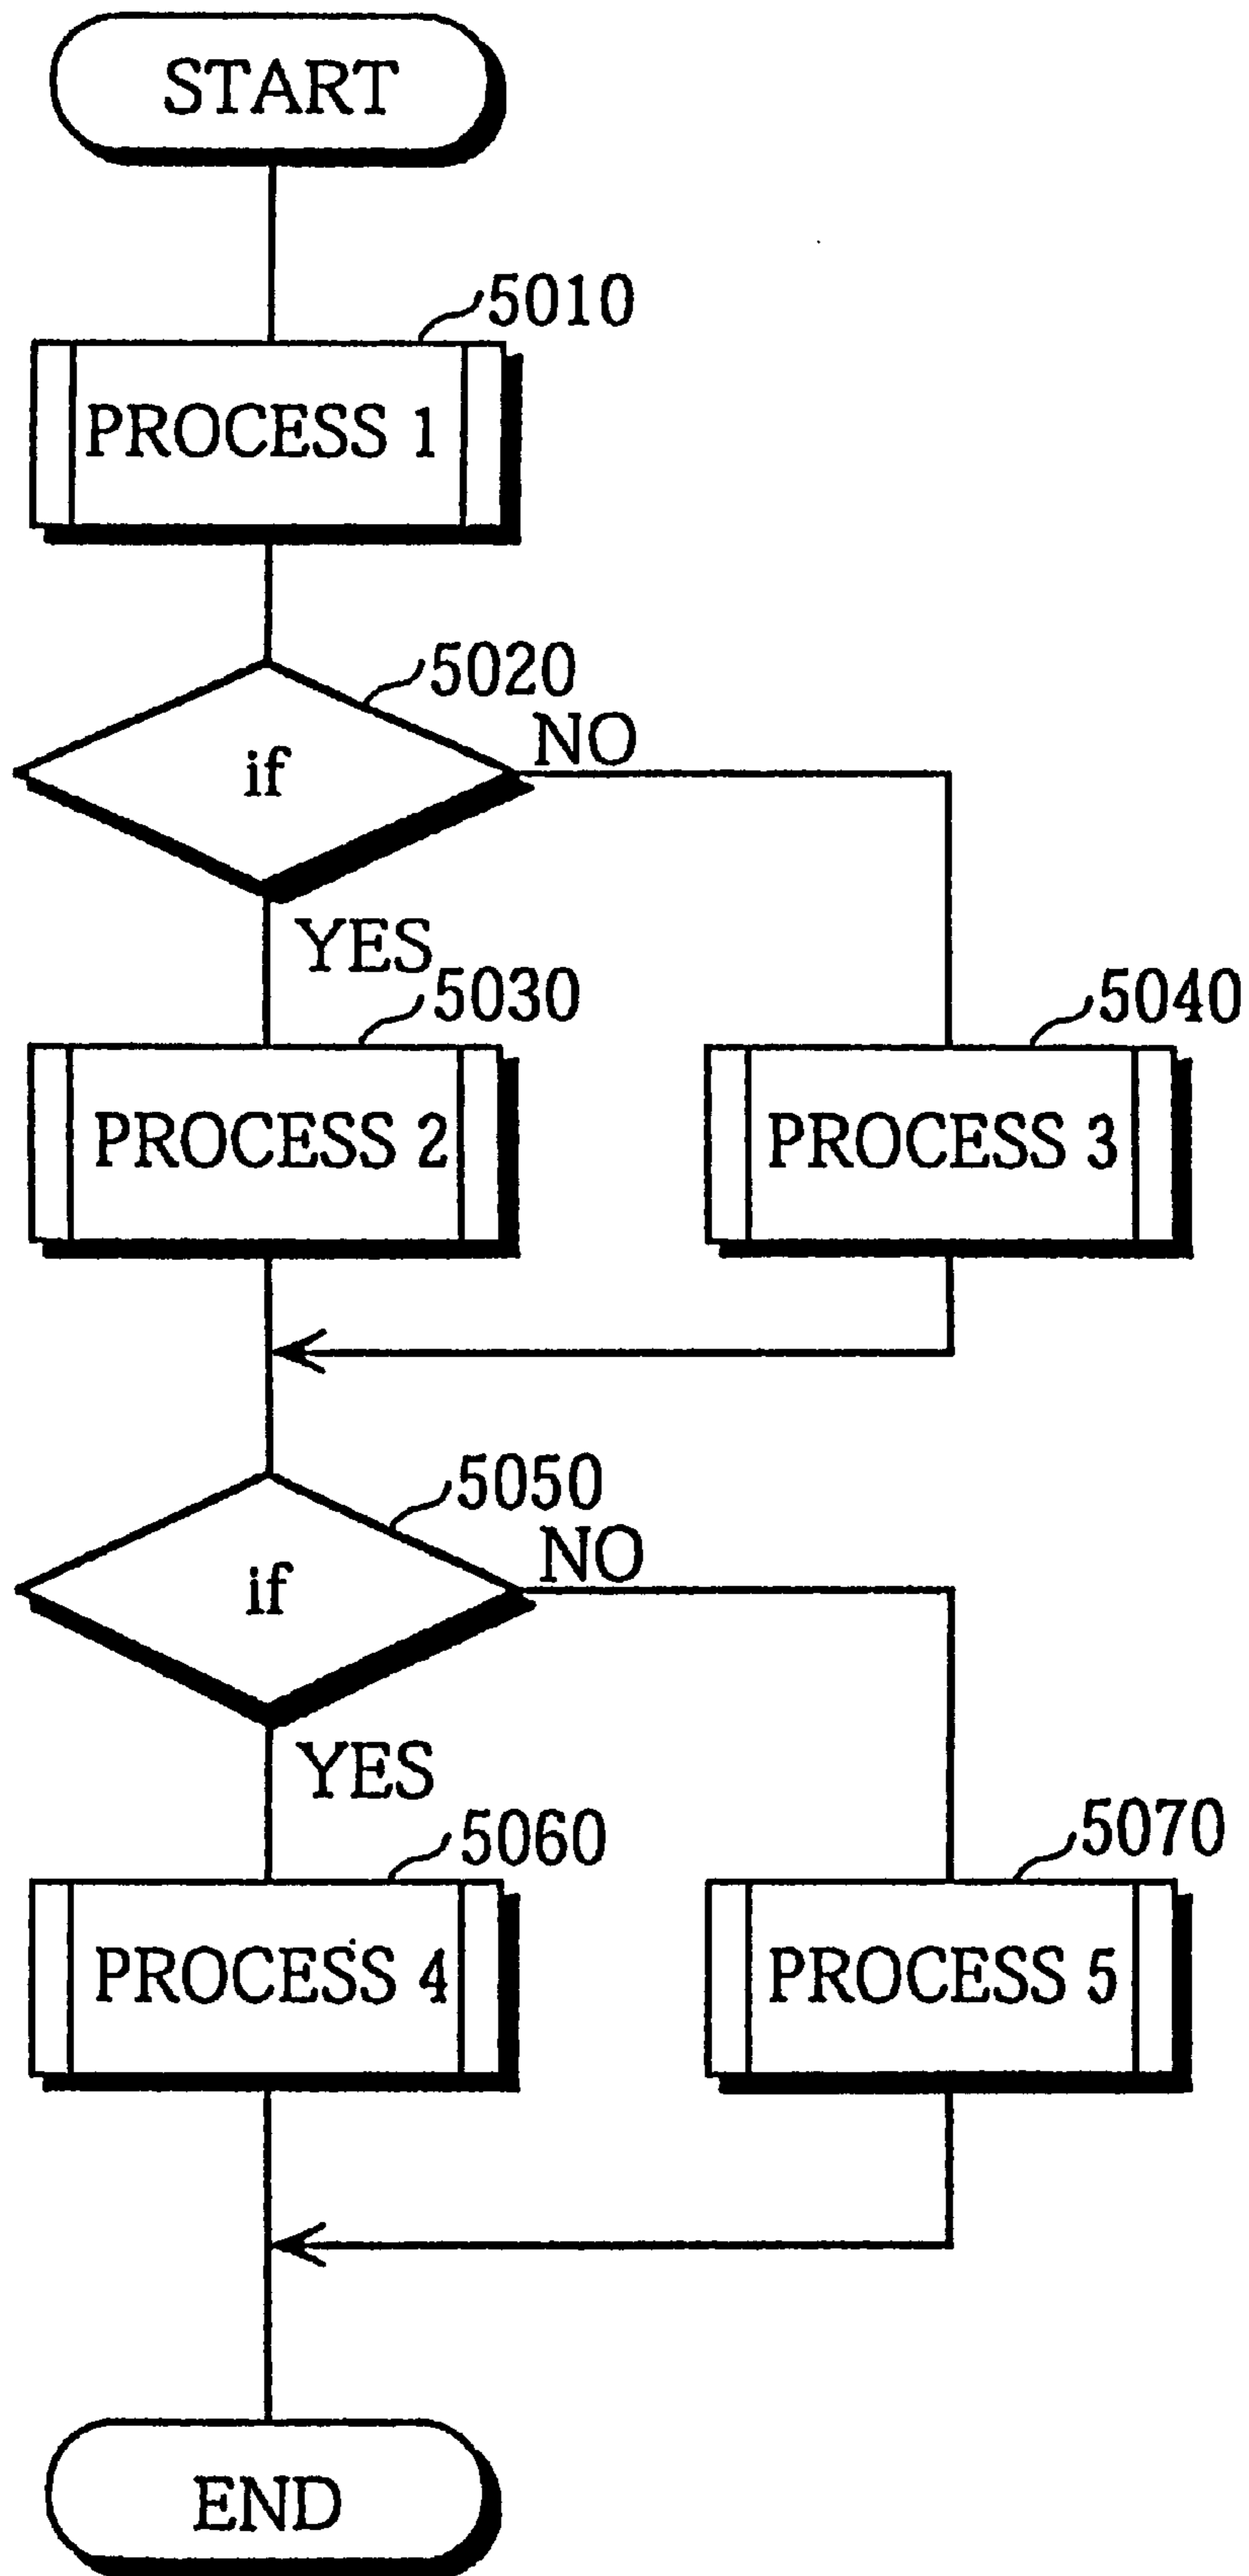 START
5010
PROCESS 1
5020
if
NO
YES
5030
5040
PROCESS 2
PROCESS 3
5050
if
NO
YES
5060
5070
PROCESS 4
PROCESS 5
END